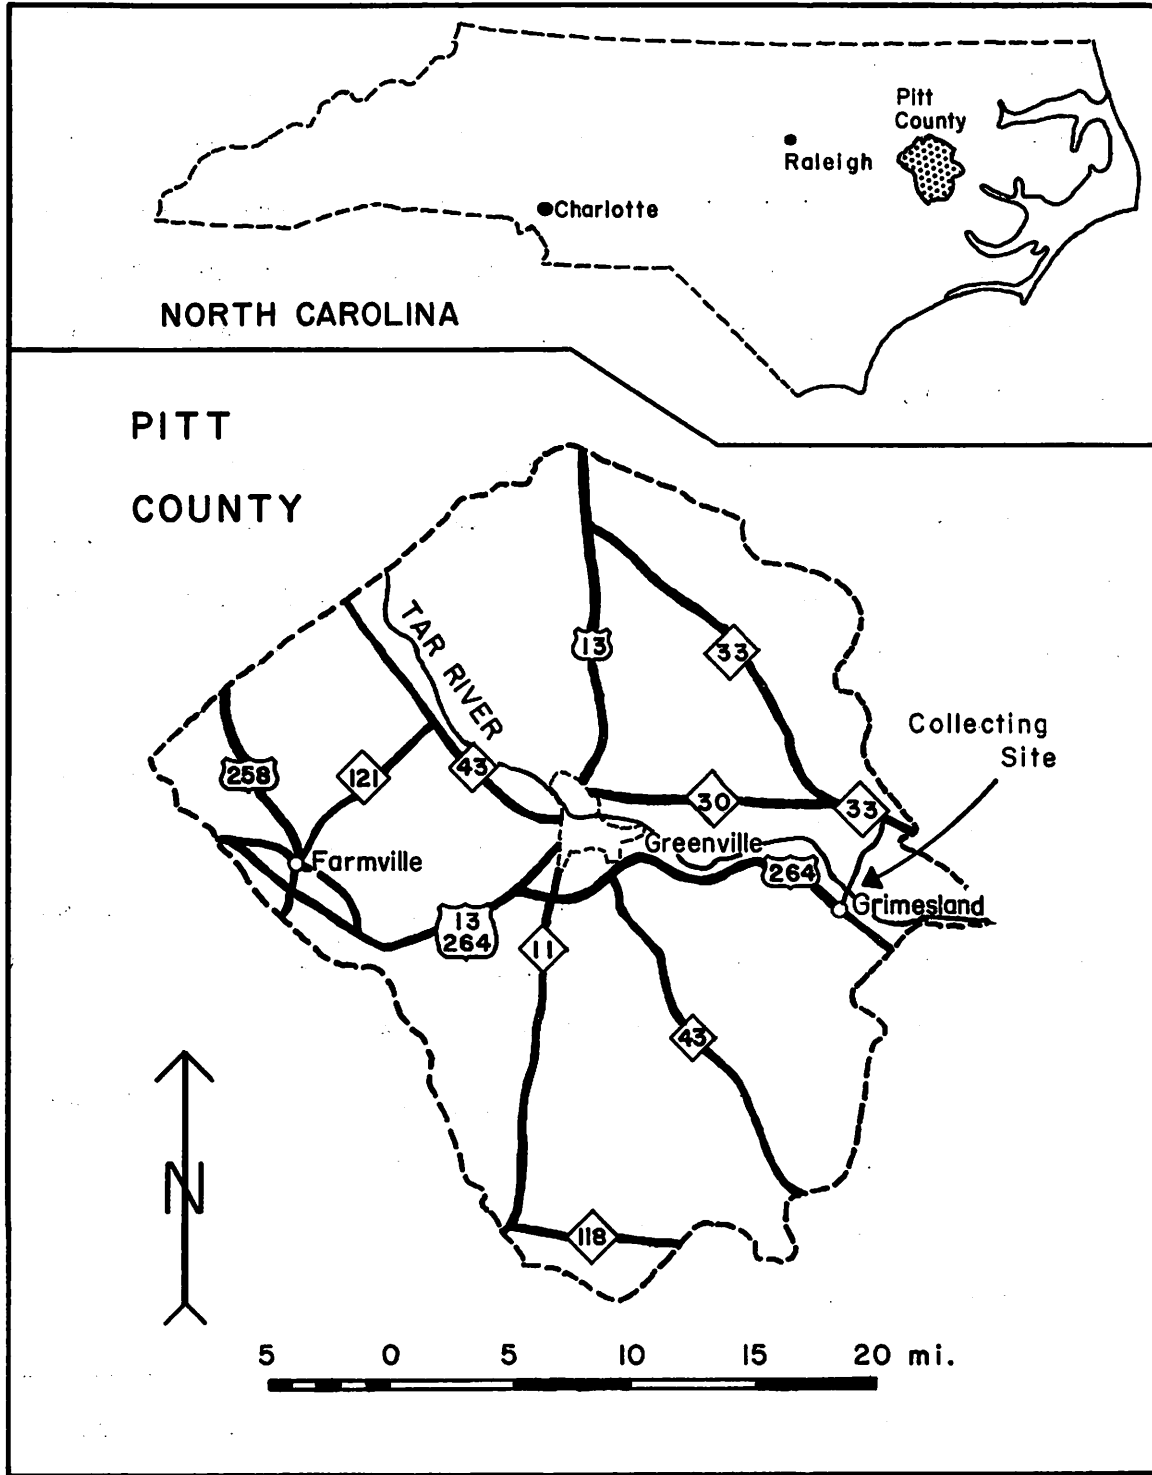 Pitt
County
Raleigh
Charlotte
NORTH CAROLINA
PITT
COUNTY
TAR RIVER
13
33
Collecting
Site
258
121
43
30
33
Greenville
Farmville
264
Grimesland
13
264
11
43
N
118
5 0 5 10 15 20 mi.